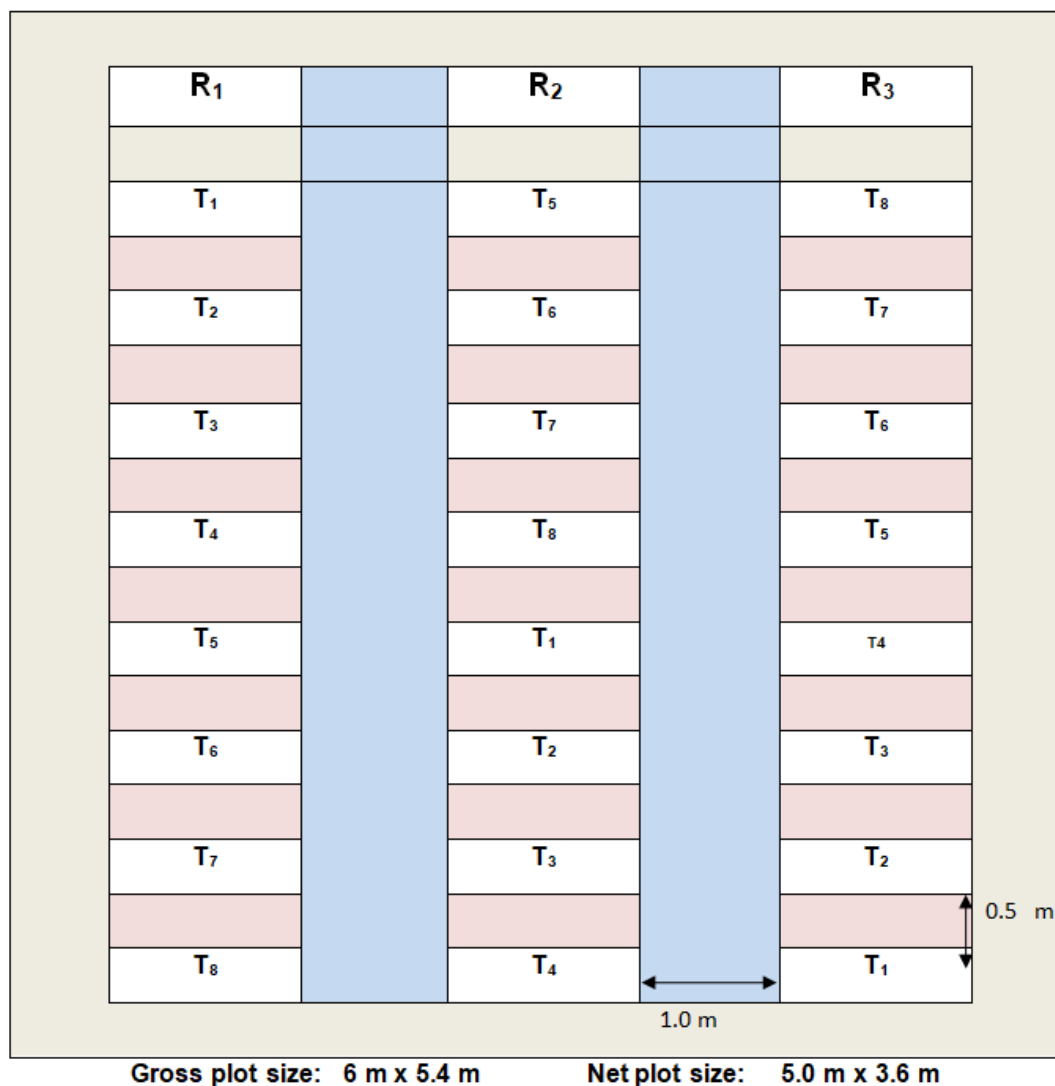 R₁ R₂ R₃
T₁ T₅ T₈
T₂ T₆ T₇
T₃ T₇ T₆
T₄ T₈ T₅
T₅ T₁ T4
T₆ T₂ T₃
T₇ T₃ T₂
0.5 m
T₈ T₄ T₁
1.0 m
Gross plot size: 6 m x 5.4 m Net plot size: 5.0 m x 3.6 m